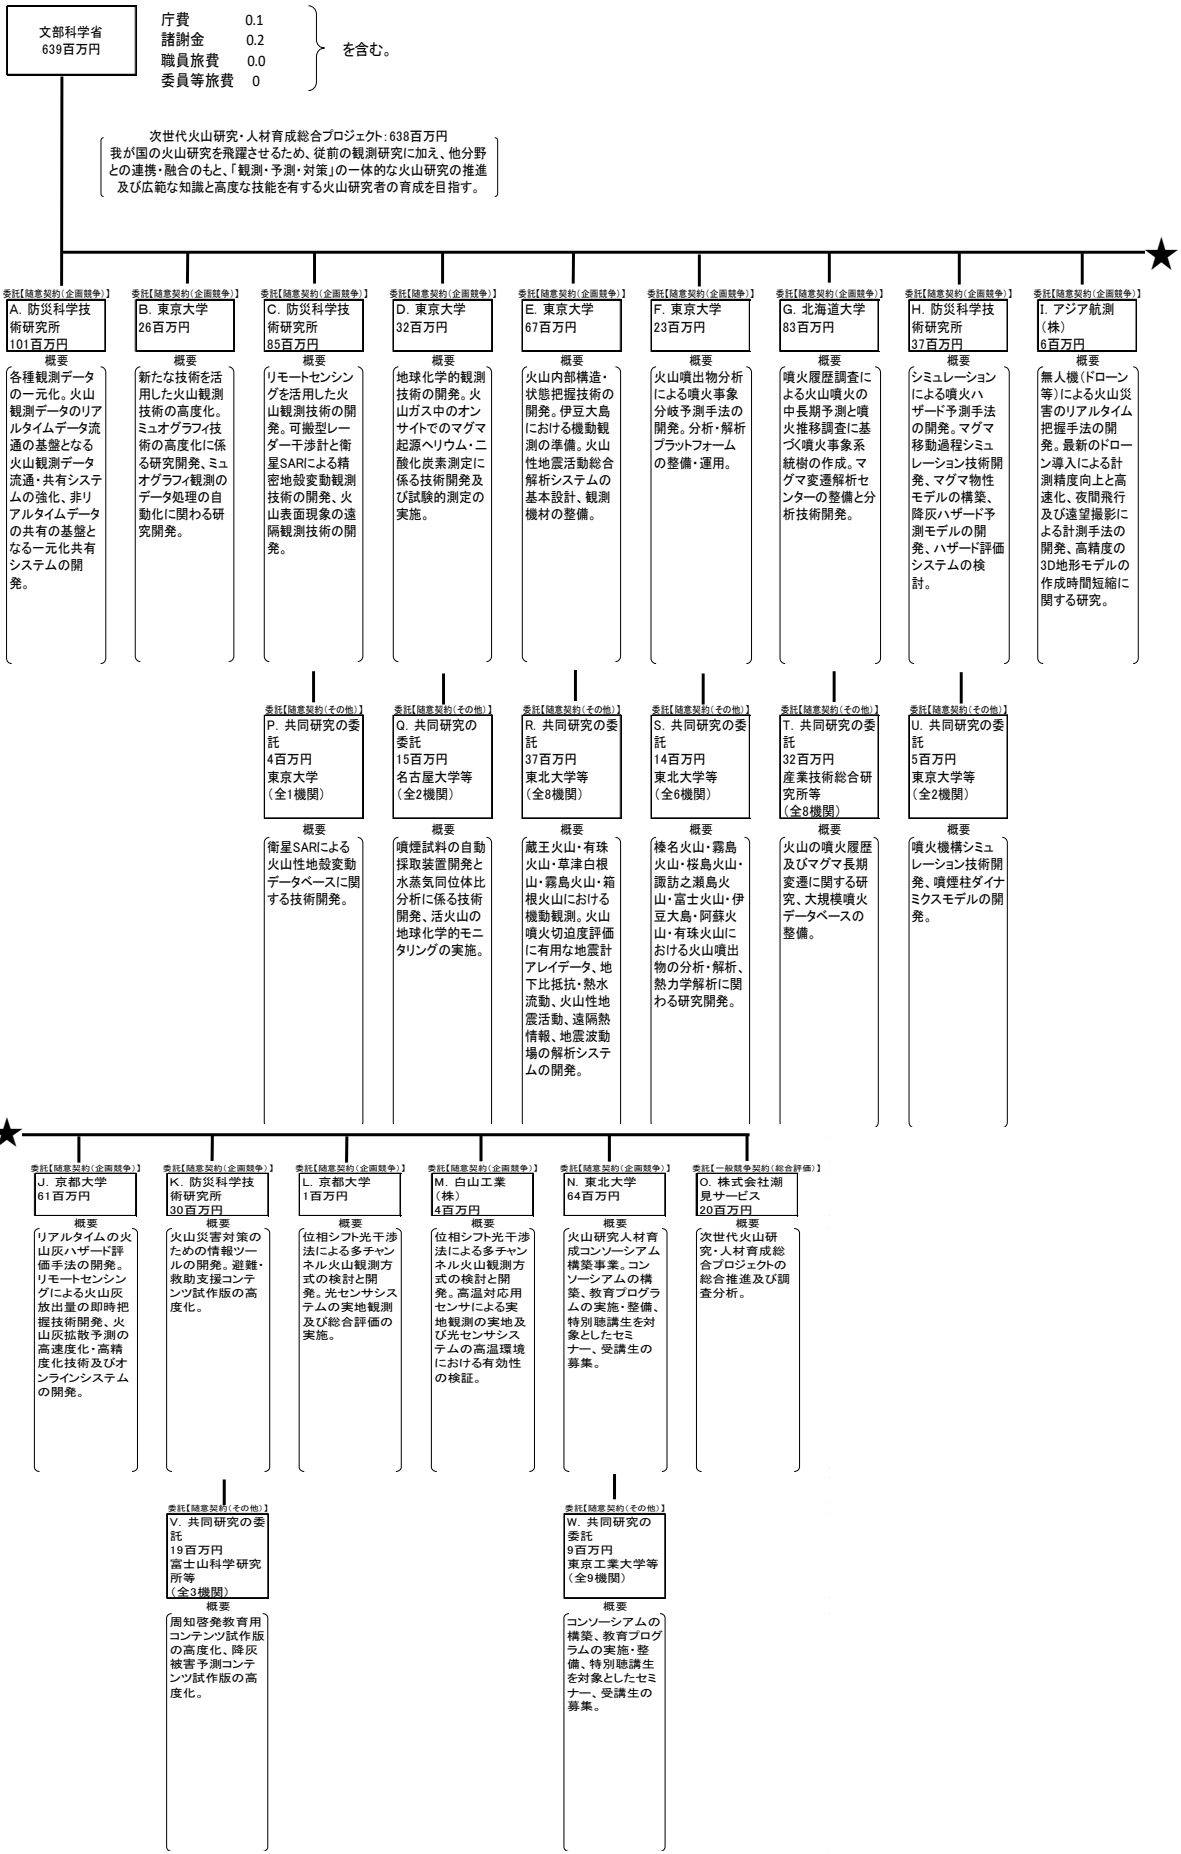 文部科学省
639百万円
庁費 0.1
諸謝金 0.2
職員旅費 0.0
委員等旅費 0
を含む。
次世代火山研究・人材育成総合プロジェクト:638百万円
我が国の火山研究を飛躍させるため、従前の観測研究に加え、他分野
との連携・融合のもと、「観測・予測・対策」の一体的な火山研究の推進
及び広範な知識と高度な技能を有する火山研究者の育成を目指す。
★
委託【随意契約(企画競争)】
A. 防災科学技
術研究所
101百万円
概要
各種観測データ
の一元化。火山
観測データのリア
ルタイムデータ流
通の基盤となる
火山観測データ
流通・共有システ
ムの強化、非リ
アルタイムデータ
の共有の基盤と
なる一元化共有
システムの開
発。
委託【随意契約(企画競争)】
B. 東京大学
26百万円
概要
新たな技術を活
用した火山観測
技術の高度化。
ミュオグラフィ技
術の高度化に係
る研究開発、ミュ
オグラフィ観測の
データ処理の自
動化に関わる研
究開発。
委託【随意契約(企画競争)】
C. 防災科学技
術研究所
85百万円
概要
リモートセンシン
グを活用した火
山観測技術の開
発。可搬型レー
ダー干渉計と衛
星SARによる精
密地殻変動観測
技術の開発、火
山表面現象の遠
隔観測技術の開
発。
委託【随意契約(企画競争)】
D. 東京大学
32百万円
概要
地球化学的観測
技術の開発。火
山ガス中のオン
サイトでのマグマ
起源ヘリウム・二
酸化炭素測定に
係る技術開発及
び試験的測定の
実施。
委託【随意契約(企画競争)】
E. 東京大学
67百万円
概要
火山内部構造・
状態把握技術の
開発。伊豆大島
における機動観
測の準備。火山
性地震活動総合
解析システムの
基本設計、観測
機材の整備。
委託【随意契約(企画競争)】
F. 東京大学
23百万円
概要
火山噴出物分析
による噴火事象
分岐予測手法の
開発。分析・解析
プラットフォーム
の整備・運用。
委託【随意契約(企画競争)】
G. 北海道大学
83百万円
概要
噴火履歴調査に
よる火山噴火の
中長期予測と噴
火推移調査に基
づく噴火事象系
統樹の作成。マ
グマ変遷解析セ
ンターの整備と分
析技術開発。
委託【随意契約(企画競争)】
H. 防災科学技
術研究所
37百万円
概要
シミュレーション
による噴火ハ
ザード予測手法
の開発。マグマ
移動過程シミュ
レーション技術開
発、マグマ物性
モデルの構築、
降灰ハザード予
測モデルの開
発、ハザード評価
システムの検
討。
委託【随意契約(企画競争)】
I. アジア航測
(株)
6百万円
概要
無人機(ドローン
等)による火山災
害のリアルタイム
把握手法の開
発。最新のドロー
ン導入による計
測精度向上と高
速化、夜間飛行
及び遠望撮影に
よる計測手法の
開発、高精度の
3D地形モデルの
作成時間短縮に
関する研究。
委託【随意契約(その他)】
P. 共同研究の委
託
4百万円
東京大学
(全1機関)
概要
衛星SARによる
火山性地殻変動
データベースに関
する技術開発。
委託【随意契約(その他)】
Q. 共同研究の
委託
15百万円
名古屋大学等
(全2機関)
概要
噴煙試料の自動
採取装置開発と
水蒸気同位体比
分析に係る技術
開発、活火山の
地球化学的モニ
タリングの実施。
委託【随意契約(その他)】
R. 共同研究の委
託
37百万円
東北大学等
(全8機関)
概要
蔵王火山・有珠
火山・草津白根
山・霧島火山・箱
根火山における
機動観測。火山
噴火切迫度評価
に有用な地震計
アレイデータ、地
下比抵抗・熱水
流動、火山性地
震活動、遠隔熱
情報、地震波動
場の解析システ
ムの開発。
委託【随意契約(その他)】
S. 共同研究の委
託
14百万円
東北大学等
(全6機関)
概要
榛名火山・霧島
火山・桜島火山・
諏訪之瀬島火
山・富士火山・伊
豆大島・阿蘇火
山・有珠火山に
おける火山噴出
物の分析・解析、
熱力学解析に関
わる研究開発。
委託【随意契約(その他)】
T. 共同研究の委
託
32百万円
産業技術総合研
究所等
(全8機関)
概要
火山の噴火履歴
及びマグマ長期
変遷に関する研
究、大規模噴火
データベースの
整備。
委託【随意契約(その他)】
U. 共同研究の委
託
5百万円
東京大学等
(全2機関)
概要
噴火機構シミュ
レーション技術開
発、噴煙柱ダイナ
ミクスモデルの開
発。
★
委託【随意契約(企画競争)】
J. 京都大学
61百万円
概要
リアルタイムの火
山灰ハザード評
価手法の開発。
リモートセンシン
グによる火山灰
放出量の即時把
握技術開発、火
山灰拡散予測の
高速度化・高精
度化技術及びオ
ンラインシステム
の開発。
委託【随意契約(企画競争)】
K. 防災科学技
術研究所
30百万円
概要
火山災害対策の
ための情報ツー
ルの開発。避難・
救助支援コンテ
ンツ試作版の高
度化。
委託【随意契約(企画競争)】
L. 京都大学
1百万円
概要
位相シフト光干渉
法による多チャン
ネル火山観測方
式の検討と開
発。光センサシス
テムの実地観測
及び総合評価の
実施。
委託【随意契約(企画競争)】
M. 白山工業
(株)
4百万円
概要
位相シフト光干渉
法による多チャン
ネル火山観測方
式の検討と開
発。高温対応用
センサによる実
地観測の実地及
び光センサシス
テムの高温環境
における有効性
の検証。
委託【随意契約(企画競争)】
N. 東北大学
64百万円
概要
火山研究人材育
成コンソーシアム
構築事業。コン
ソーシアムの構
築、教育プログラ
ムの実施・整備、
特別聴講生を対
象としたセミ
ナー、受講生の
募集。
委託【一般競争契約(総合評価)】
O. 株式会社潮
見サービス
20百万円
概要
次世代火山研
究・人材育成総
合プロジェクトの
総合推進及び調
査分析。
委託【随意契約(その他)】
V. 共同研究の委
託
19百万円
富士山科学研究
所等
(全3機関)
概要
周知啓発教育用
コンテンツ試作版
の高度化、降灰
被害予測コンテ
ンツ試作版の高
度化。
委託【随意契約(その他)】
W. 共同研究の
委託
9百万円
東京工業大学等
(全9機関)
概要
コンソーシアムの
構築、教育プログ
ラムの実施・整
備、特別聴講生
を対象としたセミ
ナー、受講生の
募集。